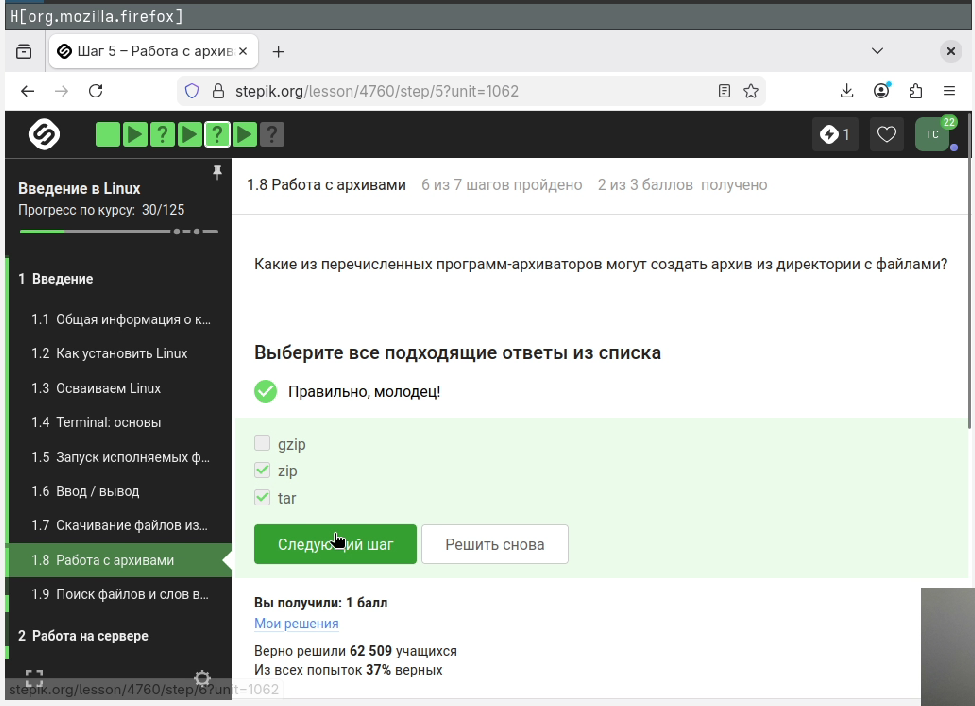 H[org.mozilla.firefox]
Шаг 5 – Работа с архив
stepik.org/lesson/4760/step/5?unit=1062
1
22
TC
Введение в Linux
Прогресс по курсу: 30/125
1 Введение
1.1 Общая информация о к...
1.2 Как установить Linux
1.3 Осваиваем Linux
1.4 Terminal: основы
1.5 Запуск исполняемых ф...
1.6 Ввод / вывод
1.7 Скачивание файлов из...
1.8 Работа с архивами
1.9 Поиск файлов и слов в...
2 Работа на сервере
stepik.org/lesson/4760/step/6?unit=1062
1.8 Работа с архивами 6 из 7 шагов пройдено 2 из 3 баллов получено
Какие из перечисленных программ-архиваторов могут создать архив из директории с файлами?
Выберите все подходящие ответы из списка
Правильно, молодец!
gzip
zip
tar
Следующий шаг
Решить снова
Вы получили: 1 балл
Мои решения
Верно решили 62 509 учащихся
Из всех попыток 37% верных